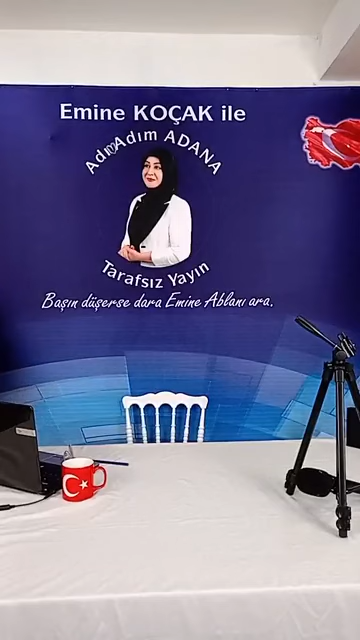 Emine KOÇAK ile
Adım Adım ADANA
Tarafsız Yayın
Başın düşerse dara Emine Ablanı ara.